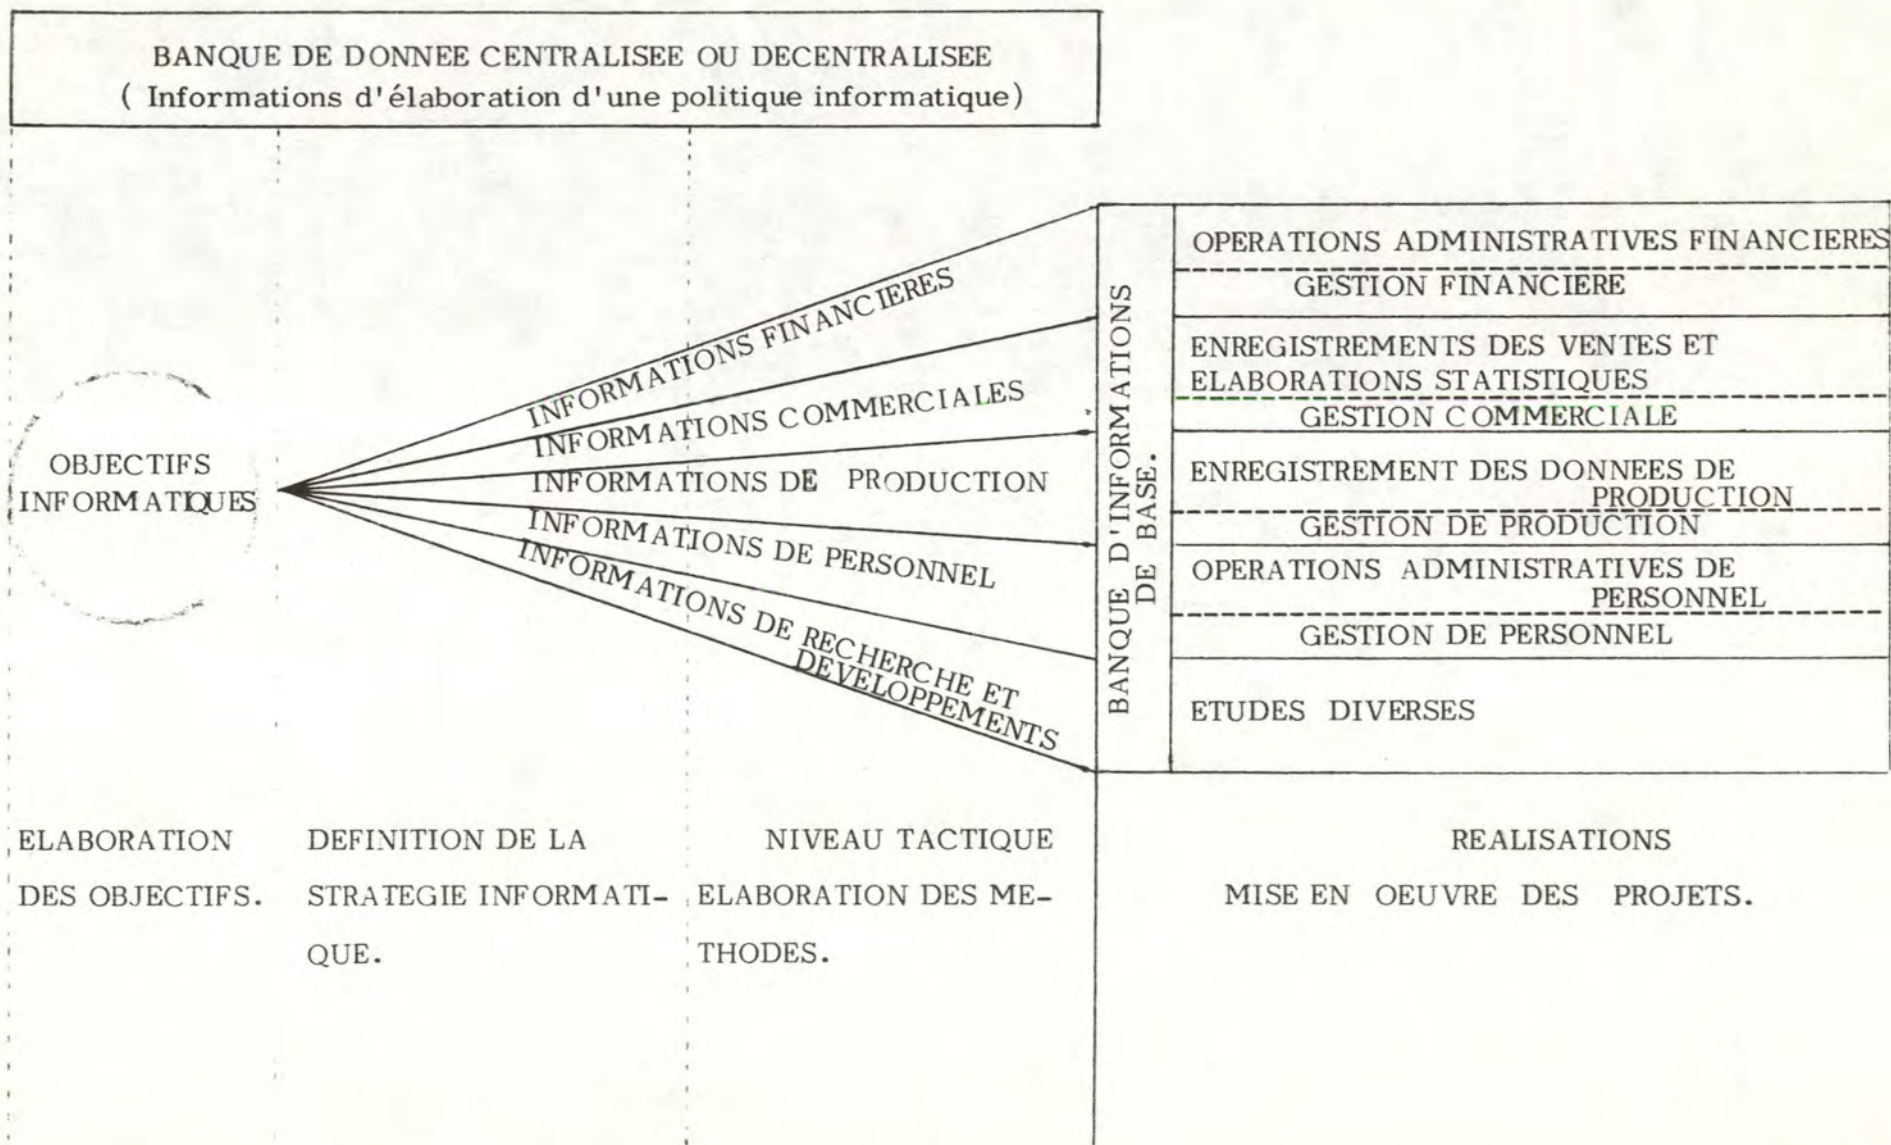 BANQUE DE DONNEE CENTRALISEE OU DECENTRALISEE
( Informations d'élaboration d'une politique informatique)
OBJECTIFS
INFORMATIQUES
INFORMATIONS FINANCIERES
INFORMATIONS COMMERCIALES
INFORMATIONS DE PRODUCTION
INFORMATIONS DE PERSONNEL
INFORMATIONS DE RECHERCHE ET
DEVELOPPEMENTS
BANQUE D'INFORMATIONS
DE BASE.
OPERATIONS ADMINISTRATIVES FINANCIERES
GESTION FINANCIERE
ENREGISTREMENTS DES VENTES ET
ELABORATIONS STATISTIQUES
GESTION COMMERCIALE
ENREGISTREMENT DES DONNEES DE
PRODUCTION
GESTION DE PRODUCTION
OPERATIONS ADMINISTRATIVES DE
PERSONNEL
GESTION DE PERSONNEL
ETUDES DIVERSES
ELABORATION
DES OBJECTIFS.
DEFINITION DE LA
STRATEGIE INFORMATI-
QUE.
NIVEAU TACTIQUE
ELABORATION DES ME-
THODES.
REALISATIONS
MISE EN OEUVRE DES PROJETS.